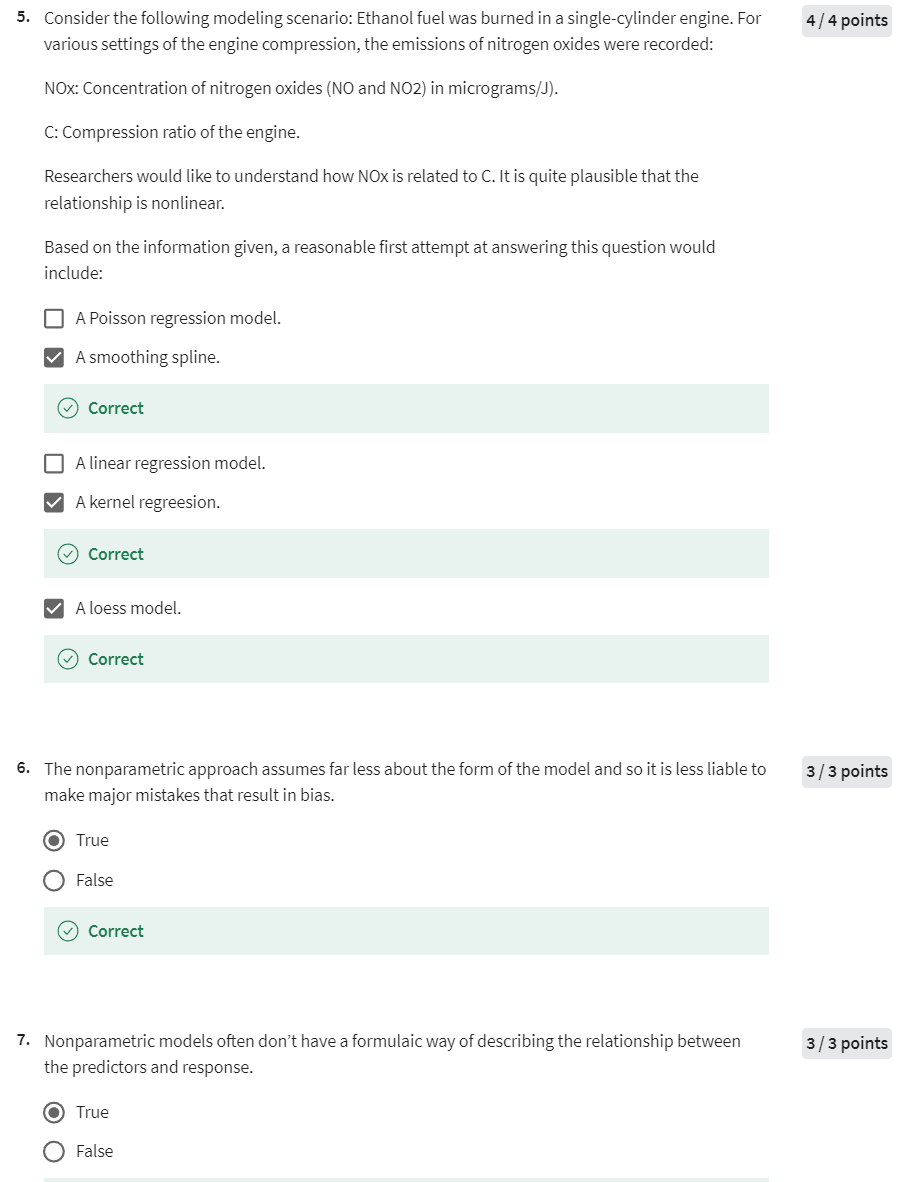 5. Consider the following modeling scenario: Ethanol fuel was burned in a single-cylinder engine. For
4 / 4 points
various settings of the engine compression, the emissions of nitrogen oxides were recorded:
NOx: Concentration of nitrogen oxides (NO and NO2) in micrograms/J).
C: Compression ratio of the engine.
Researchers would like to understand how NOx is related to C. It is quite plausible that the
relationship is nonlinear.
Based on the information given, a reasonable first attempt at answering this question would
include:
A Poisson regression model.
A smoothing spline.
Correct
A linear regression model.
A kernel regreesion.
Correct
A loess model.
Correct
6. The nonparametric approach assumes far less about the form of the model and so it is less liable to
3 / 3 points
make major mistakes that result in bias.
True
False
Correct
7. Nonparametric models often don’t have a formulaic way of describing the relationship between
3 / 3 points
the predictors and response.
True
False